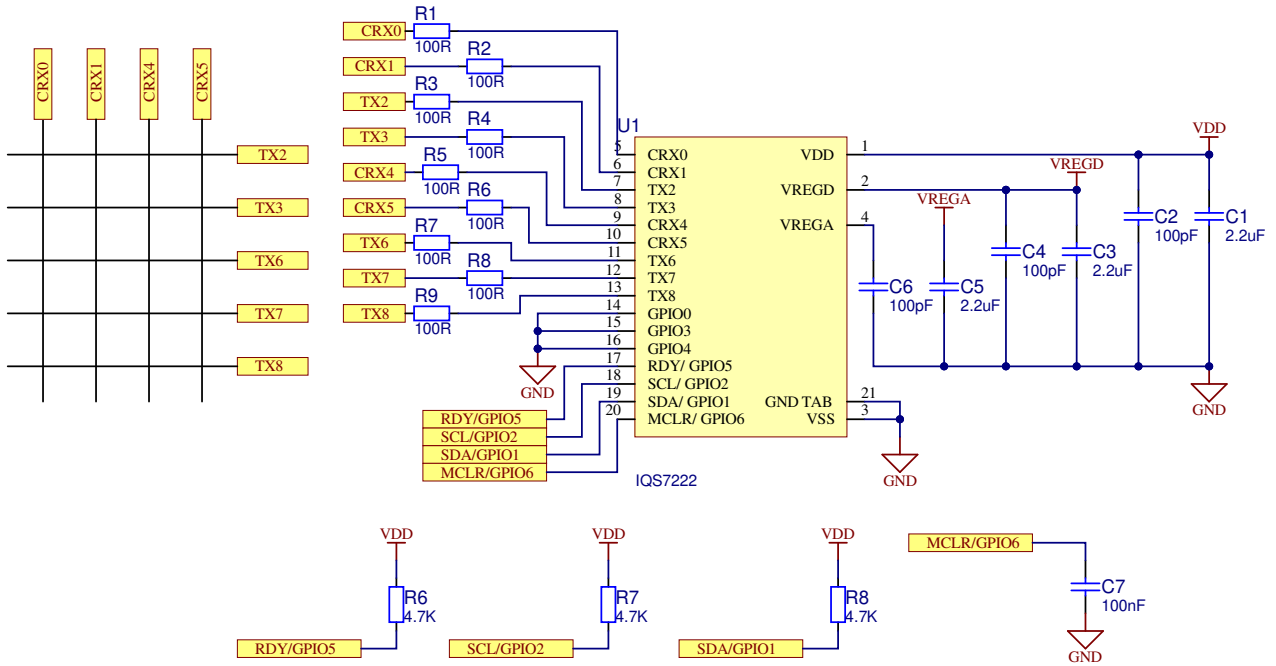 CRX0
CRX1
CRX4
CRX5
TX2
TX3
TX6
TX7
TX8
CRX0
R1
100R
CRX1
R2
100R
TX2
R3
100R
TX3
R4
100R
CRX4
R5
100R
CRX5
R6
100R
TX6
R7
100R
TX7
R8
100R
TX8
R9
100R
U1
5 CRX0
6 CRX1
7 TX2
8 TX3
9 CRX4
10 CRX5
11 TX6
12 TX7
13 TX8
14 GPIO0
15 GPIO3
16 GPIO4
17 RDY/ GPIO5
18 SCL/ GPIO2
19 SDA/ GPIO1
20 MCLR/ GPIO6
VDD 1
VREGD 2
VREGA 4
GND TAB 21
VSS 3
IQS7222
GND
RDY/GPIO5
SCL/GPIO2
SDA/GPIO1
MCLR/GPIO6
VDD
VREGD
VREGA
C2
100pF
C1
2.2uF
C4
100pF
C3
2.2uF
C6
100pF
C5
2.2uF
GND
GND
VDD
R6
4.7K
RDY/GPIO5
VDD
R7
4.7K
SCL/GPIO2
VDD
R8
4.7K
SDA/GPIO1
MCLR/GPIO6
C7
100nF
GND